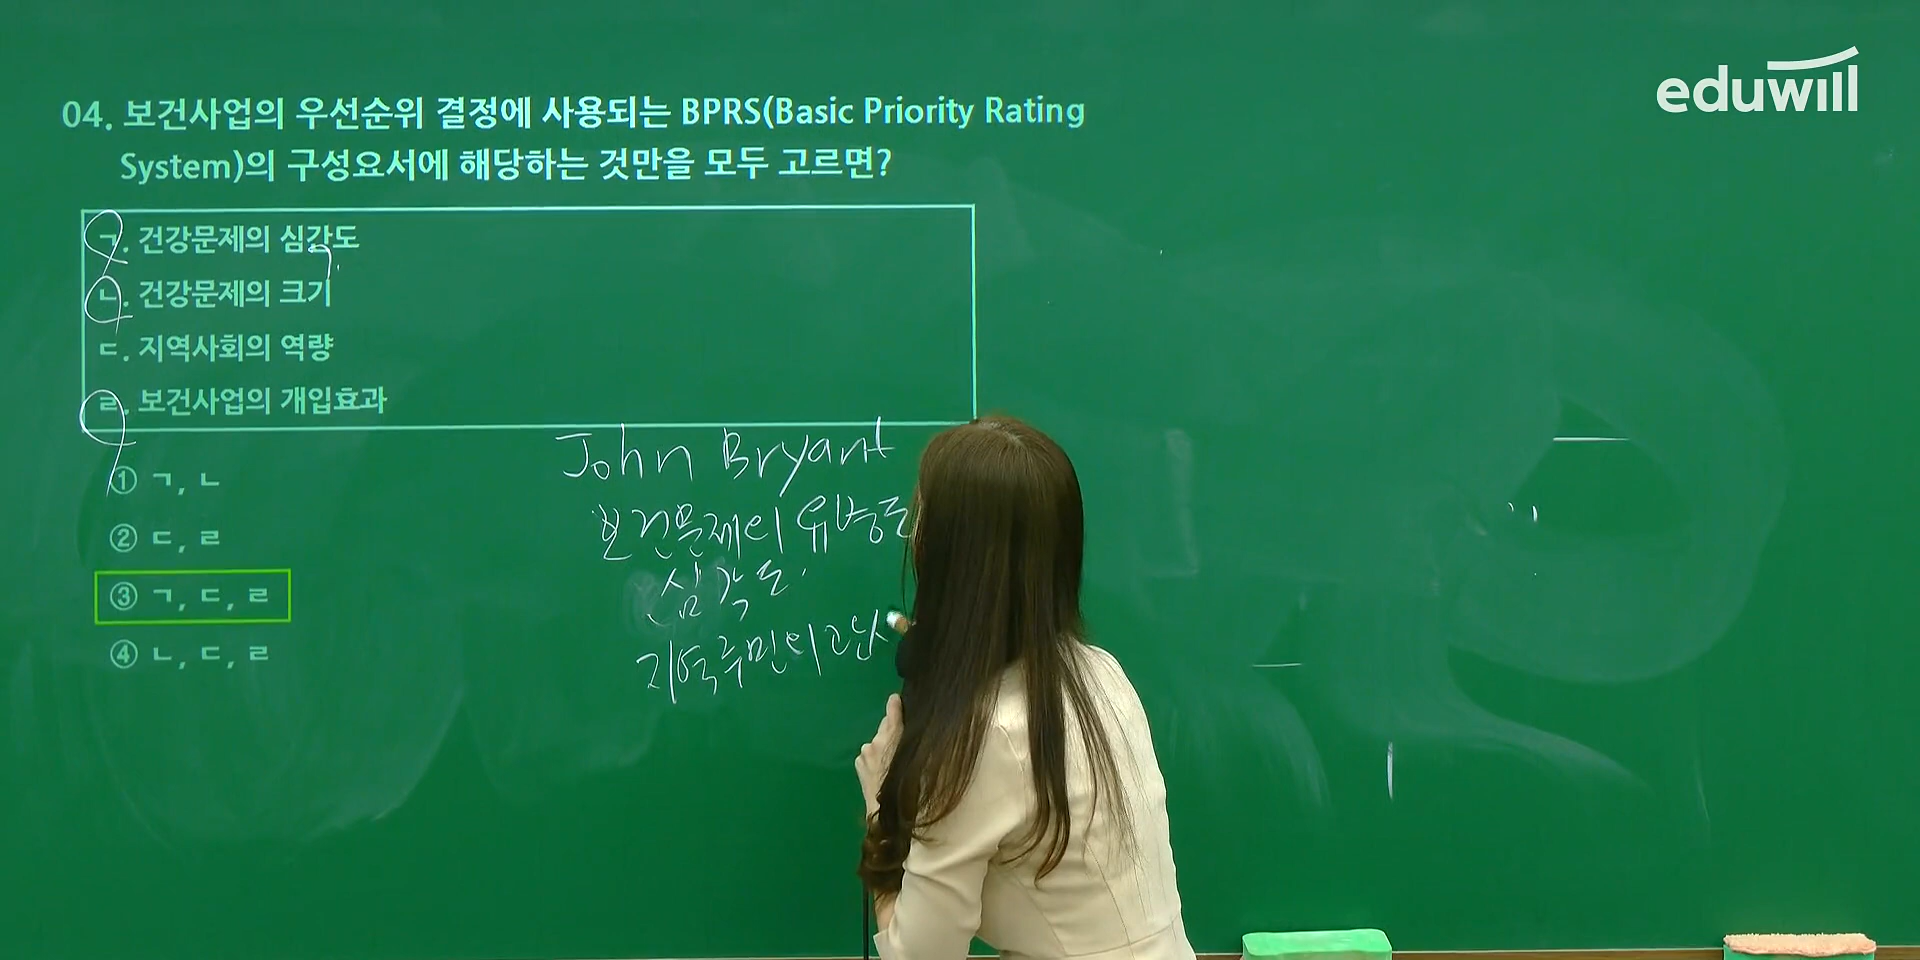 eduwill
04. 보건사업의 우선순위 결정에 사용되는 BPRS(Basic Priority Rating
System)의 구성요서에 해당하는 것만을 모두 고르면?
ㄱ. 건강문제의 심각도
ㄴ. 건강문제의 크기
ㄷ. 지역사회의 역량
ㄹ. 보건사업의 개입효과
① ㄱ, ㄴ
② ㄷ, ㄹ
③ ㄱ, ㄷ, ㄹ
④ ㄴ, ㄷ, ㄹ
John Bryant
보건문제의 유병도
심각도
지역주민의 관심